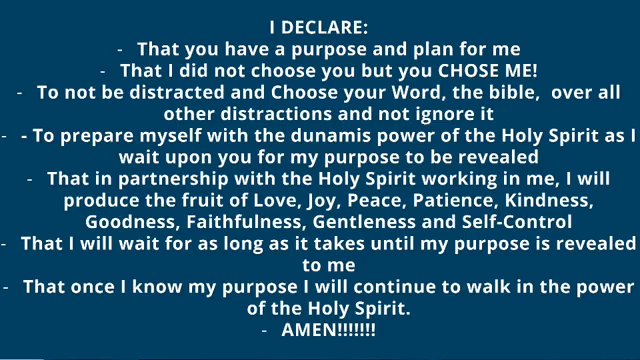 I DECLARE:
- That you have a purpose and plan for me
- That I did not choose you but you CHOSE ME!
- To not be distracted and Choose your Word, the bible, over all
other distractions and not ignore it
- - To prepare myself with the dunamis power of the Holy Spirit as I
wait upon you for my purpose to be revealed
- That in partnership with the Holy Spirit working in me, I will
produce the fruit of Love, Joy, Peace, Patience, Kindness,
Goodness, Faithfulness, Gentleness and Self-Control
- That I will wait for as long as it takes until my purpose is revealed
to me
- That once I know my purpose I will continue to walk in the power
of the Holy Spirit.
- AMEN!!!!!!!